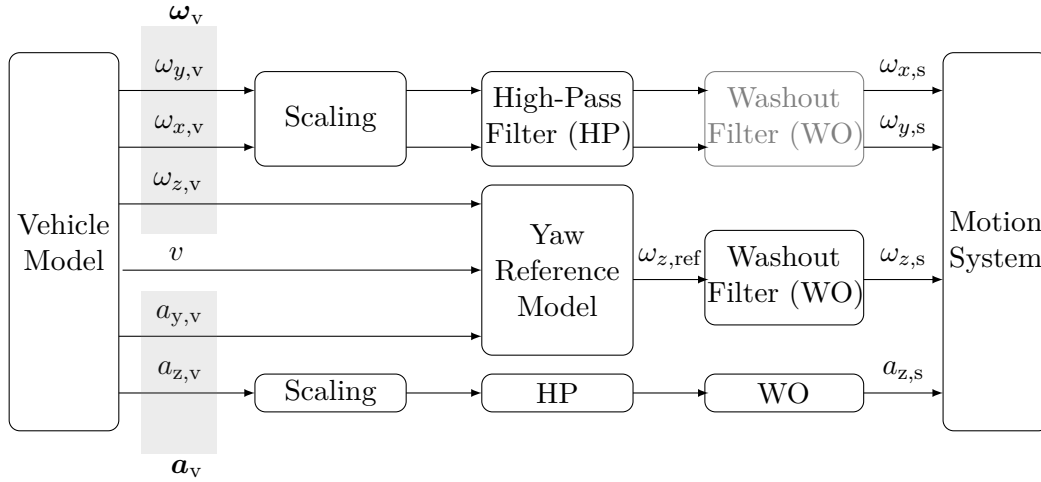 ω_v
ω_{y,v}
ω_{x,v}
ω_{z,v}
v
a_{y,v}
a_{z,v}
a_v
Vehicle
Model
Scaling
High-Pass
Filter (HP)
Washout
Filter (WO)
ω_{x,s}
ω_{y,s}
Yaw
Reference
Model
ω_{z,ref}
Washout
Filter (WO)
ω_{z,s}
Scaling
HP
WO
a_{z,s}
Motion
System